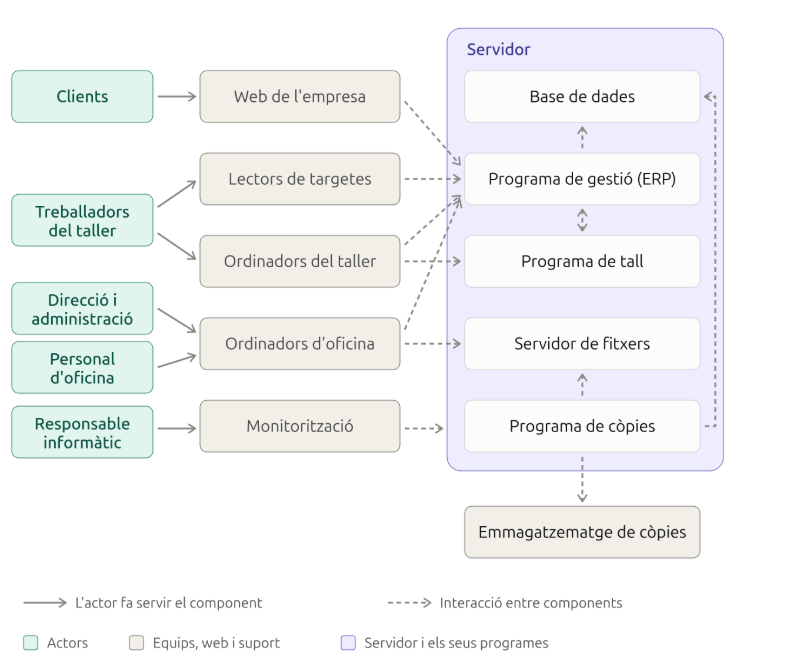 Servidor
Clients
Web de l'empresa
Base de dades
Lectors de targetes
Programa de gestió (ERP)
Treballadors
del taller
Ordinadors del taller
Programa de tall
Direcció i
administració
Ordinadors d'oficina
Servidor de fitxers
Personal
d'oficina
Responsable
informàtic
Monitorització
Programa de còpies
Emmagatzematge de còpies
L'actor fa servir el component
Interacció entre components
Actors
Equips, web i suport
Servidor i els seus programes